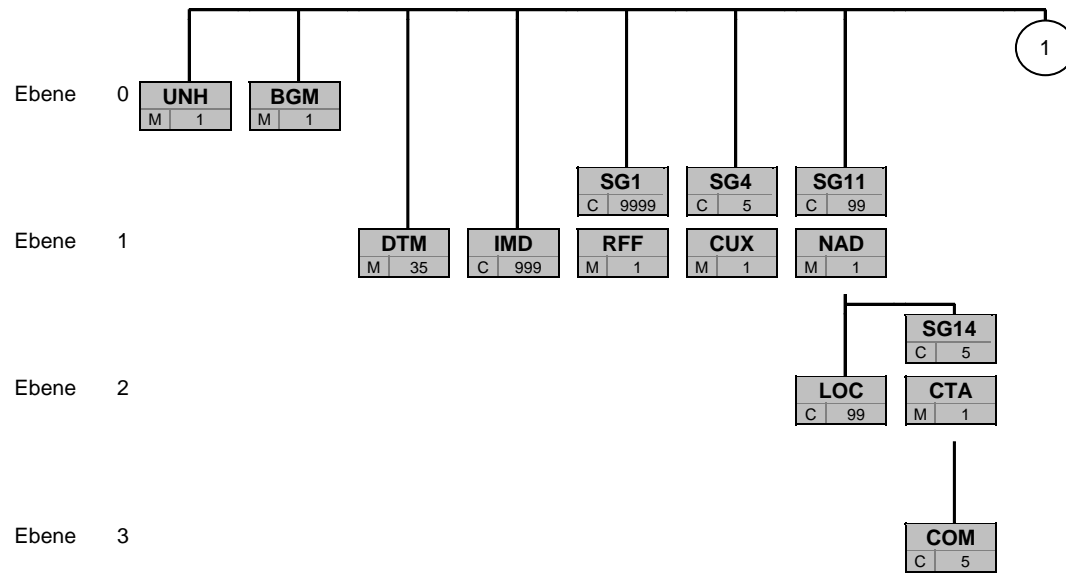 1
Ebene 0 UNH BGM
M 1 M 1
SG1 SG4 SG11
C 9999 C 5 C 99
Ebene 1 DTM IMD RFF CUX NAD
M 35 C 999 M 1 M 1 M 1
SG14
C 5
Ebene 2 LOC CTA
C 99 M 1
Ebene 3 COM
C 5